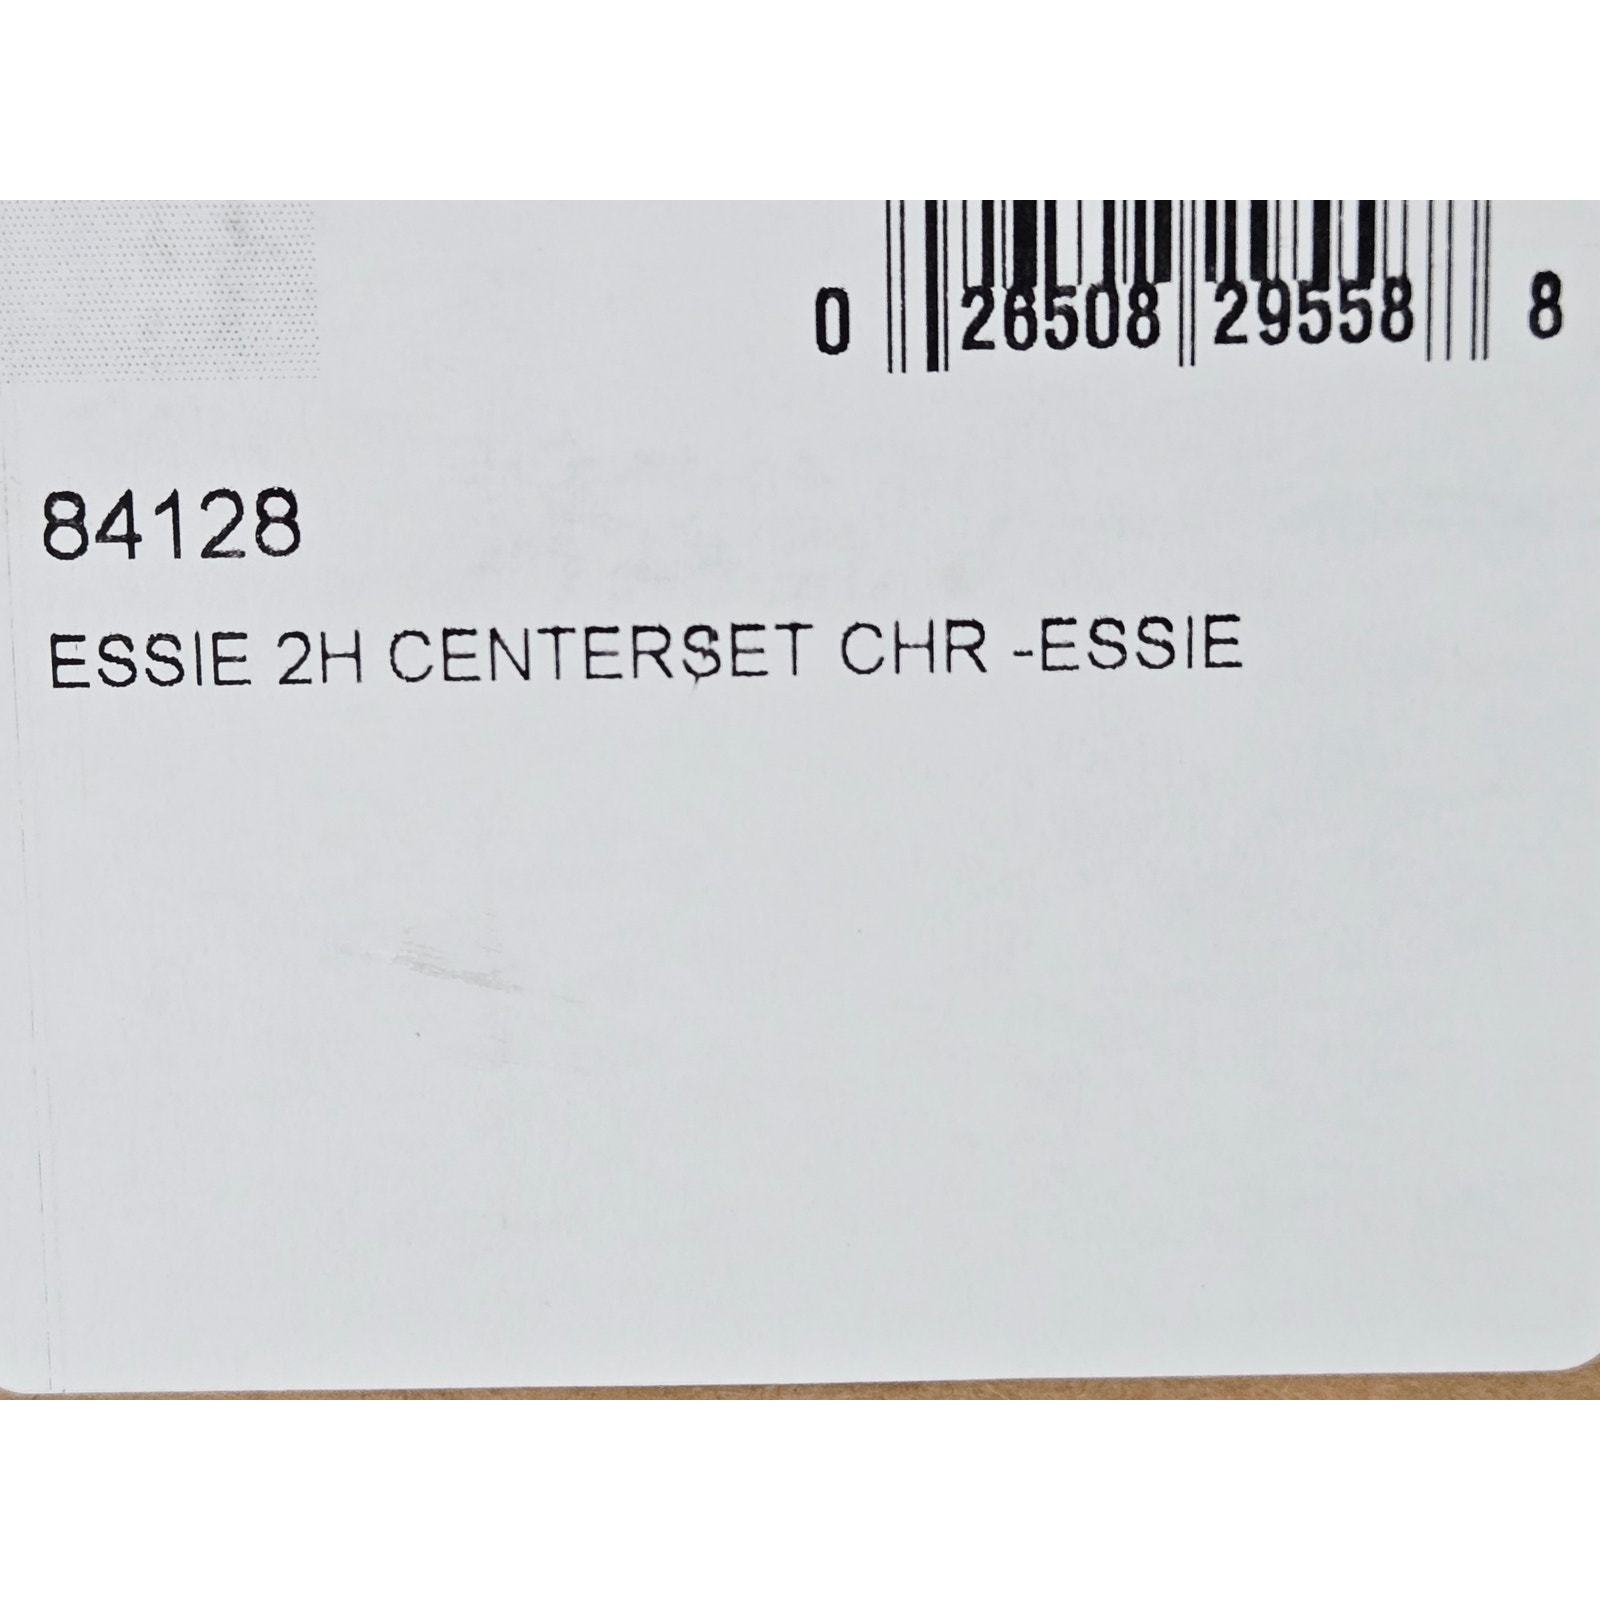 0 26508 29558 8
84128
ESSIE 2H CENTERSET CHR -ESSIE